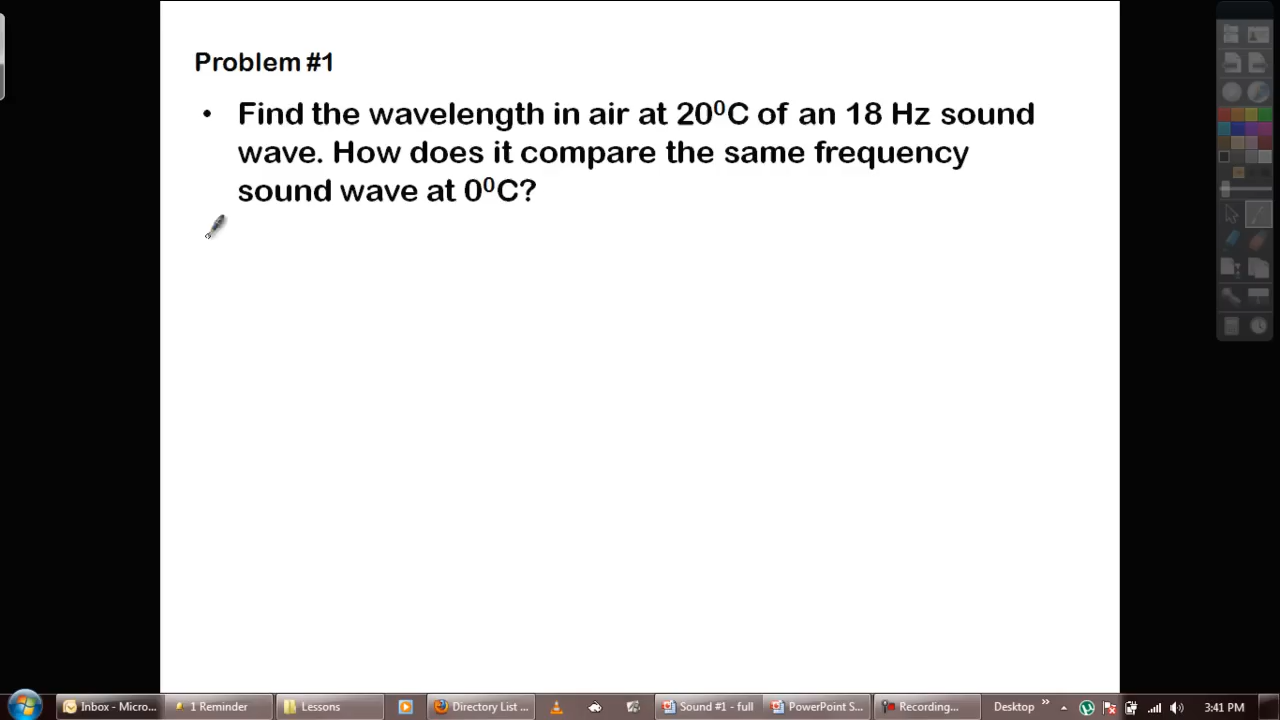 Problem #1
• Find the wavelength in air at 20⁰C of an 18 Hz sound
wave. How does it compare the same frequency
sound wave at 0⁰C?
Inbox - Micro... 1 Reminder Lessons Directory List ... Sound #1 - full PowerPoint S... Recording... Desktop » 3:41 PM